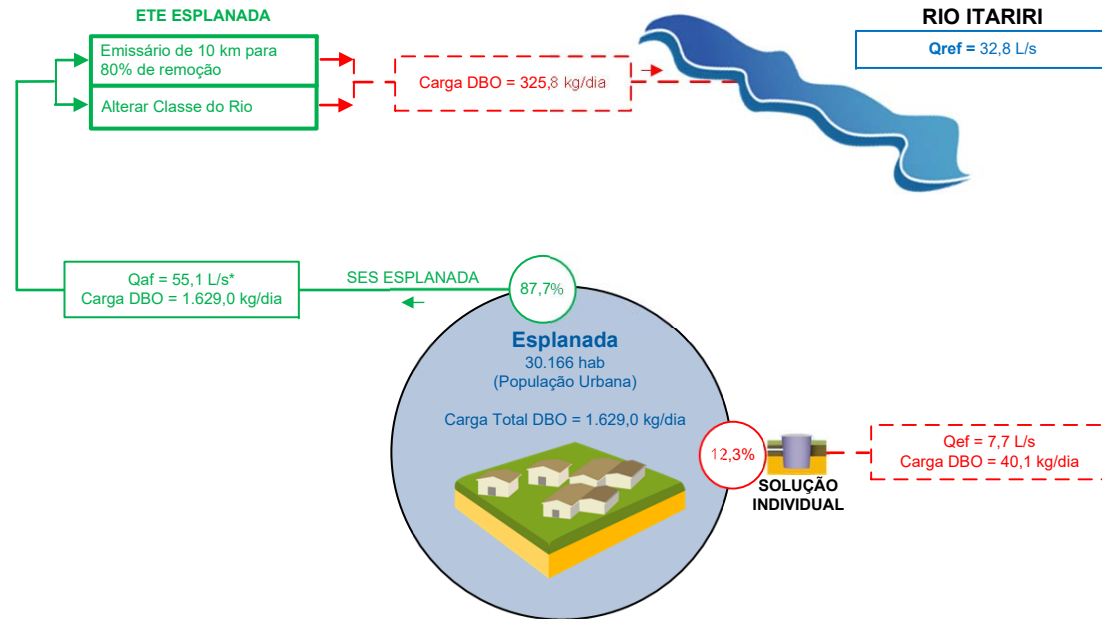 ETE ESPLANADA
Emissário de 10 km para
80% de remoção
Alterar Classe do Rio
Carga DBO = 325,8 kg/dia
RIO ITARIRI
Qref = 32,8 L/s
Qaf = 55,1 L/s*
Carga DBO = 1.629,0 kg/dia
SES ESPLANADA
87,7%
Esplanada
30.166 hab
(População Urbana)
Carga Total DBO = 1.629,0 kg/dia
12,3%
SOLUÇÃO
INDIVIDUAL
Qef = 7,7 L/s
Carga DBO = 40,1 kg/dia